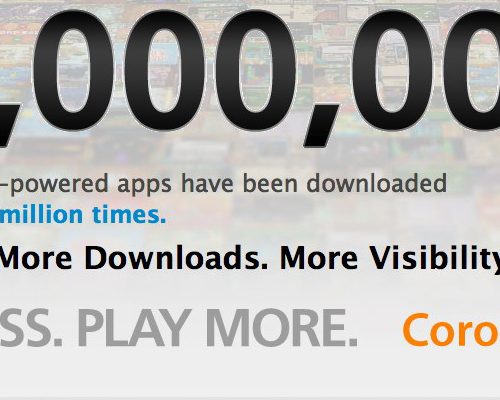 ,000,00
-powered apps have been downloaded
million times.
More Downloads. More Visibility
SS. PLAY MORE. Coro